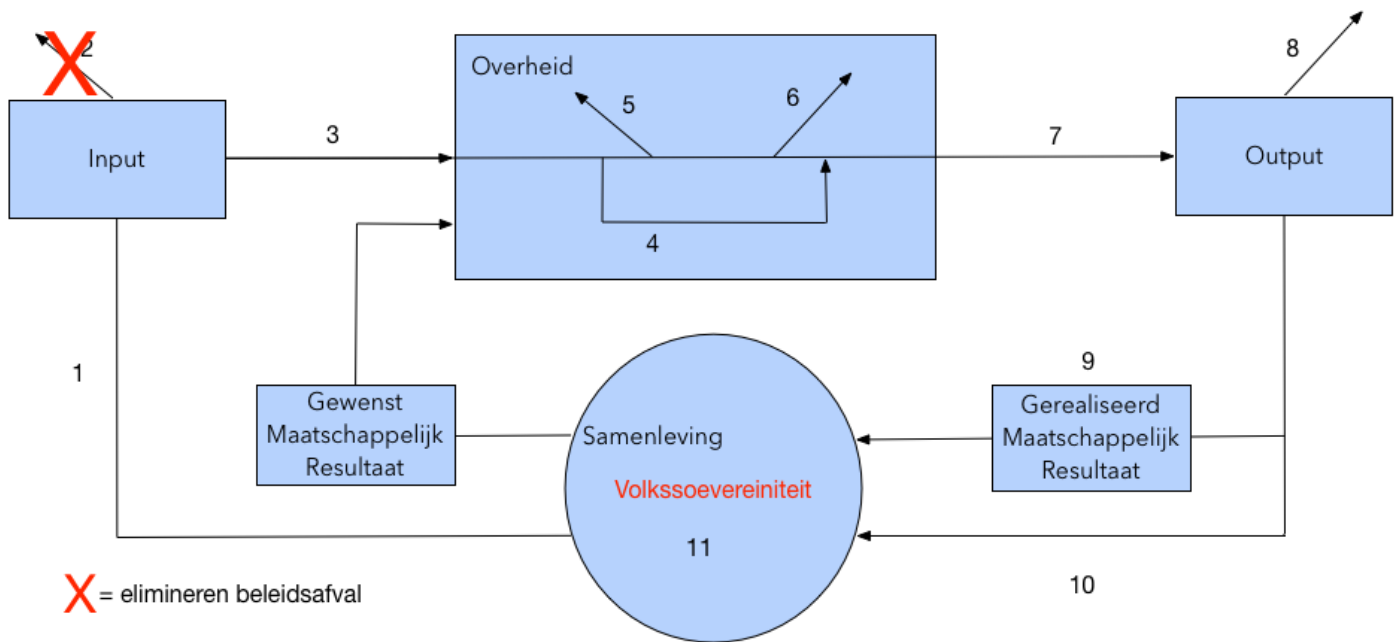 X 2
8
Overheid
5
6
3
7
Input
Output
4
1
9
Gewenst
Maatschappelijk
Resultaat
Samenleving
Gerealiseerd
Maatschappelijk
Resultaat
Volkssoevereiniteit
11
10
X = elimineren beleidsafval